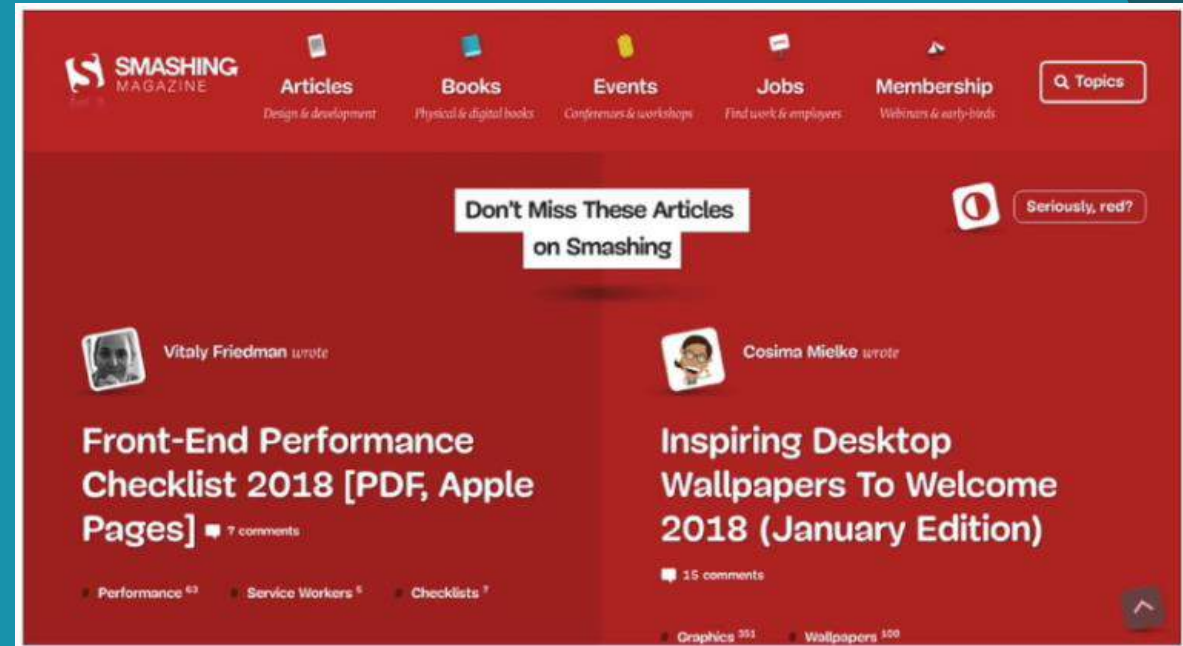 SMASHING
MAGAZINE
Articles
Design & development
Books
Physical & digital books
Events
Conferences & workshops
Jobs
Find work & employees
Membership
Webinars & early-birds
Topics
Don't Miss These Articles
on Smashing
Seriously, red?
Vitaly Friedman wrote
Front-End Performance
Checklist 2018 [PDF, Apple
Pages] 7 comments
# Performance 63 # Service Workers 5 # Checklists 7
Cosima Mielke wrote
Inspiring Desktop
Wallpapers To Welcome
2018 (January Edition)
15 comments
# Graphics 351 # Wallpapers 100